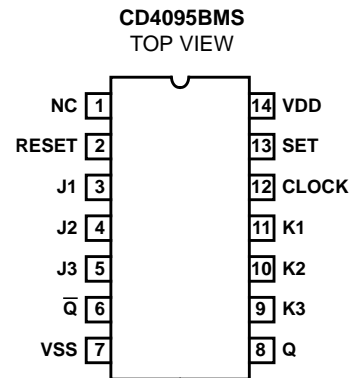 CD4095BMS
TOP VIEW
NC 1 14 VDD
RESET 2 13 SET
J1 3 12 CLOCK
J2 4 11 K1
J3 5 10 K2
Q̅ 6 9 K3
VSS 7 8 Q